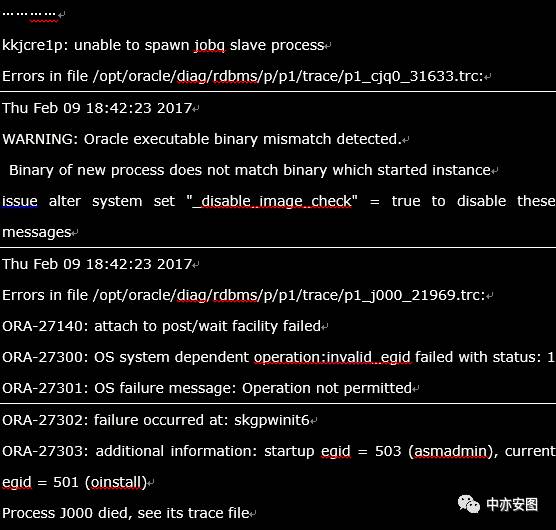 …………
kkjcre1p: unable to spawn jobq slave process
Errors in file /opt/oracle/diag/rdbms/p/p1/trace/p1_cjq0_31633.trc:
Thu Feb 09 18:42:23 2017
WARNING: Oracle executable binary mismatch detected.
Binary of new process does not match binary which started instance
issue alter system set "_disable_image_check" = true to disable these
messages
Thu Feb 09 18:42:23 2017
Errors in file /opt/oracle/diag/rdbms/p/p1/trace/p1_j000_21969.trc:
ORA-27140: attach to post/wait facility failed
ORA-27300: OS system dependent operation:invalid_egid failed with status: 1
ORA-27301: OS failure message: Operation not permitted
ORA-27302: failure occurred at: skgpwinit6
ORA-27303: additional information: startup egid = 503 (asmadmin), current
egid = 501 (oinstall)
Process J000 died, see its trace file
中亦安图